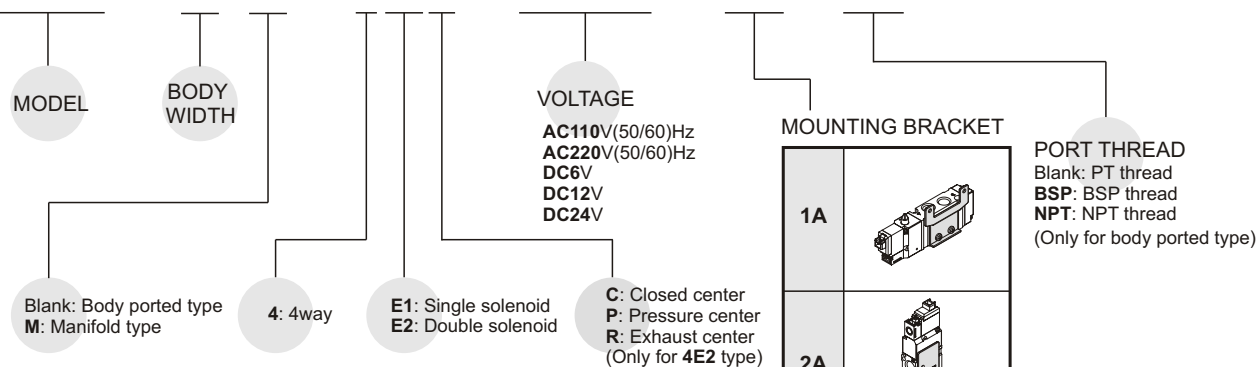 MODEL
BODY
WIDTH
VOLTAGE
AC110V(50/60)Hz
AC220V(50/60)Hz
DC6V
DC12V
DC24V
MOUNTING BRACKET
1A
2A
PORT THREAD
Blank: PT thread
BSP: BSP thread
NPT: NPT thread
(Only for body ported type)
Blank: Body ported type
M: Manifold type
4: 4way
E1: Single solenoid
E2: Double solenoid
C: Closed center
P: Pressure center
R: Exhaust center
(Only for 4E2 type)